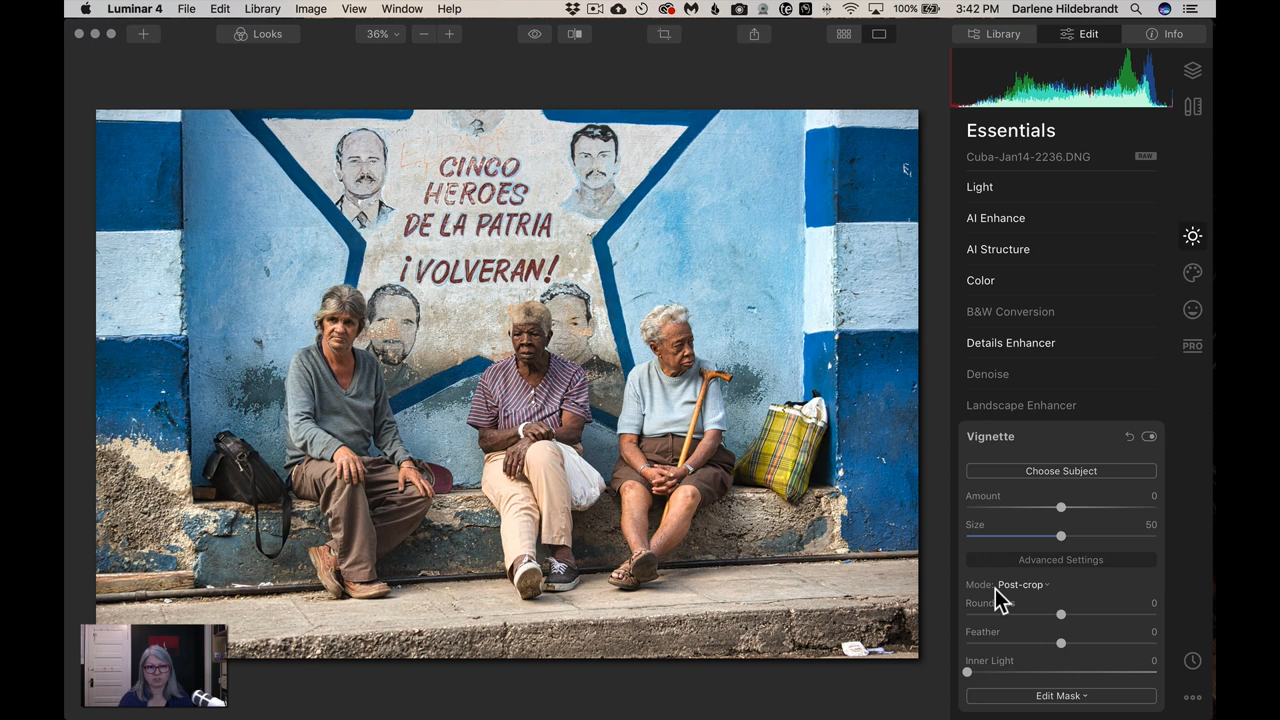 Luminar 4 File Edit Library Image View Window Help 100% 3:42 PM Darlene Hildebrandt
Looks 36% Library Edit Info
Essentials
Cuba-Jan14-2236.DNG RAW
Light
AI Enhance
AI Structure
Color
B&W Conversion
Details Enhancer
Denoise
Landscape Enhancer
Vignette
Choose Subject
Amount 0
Size 50
Advanced Settings
Mode: Post-crop
0
Feather 0
Inner Light 0
Edit Mask
PRO
CINCO
HEROES
DE LA PATRIA
¡VOLVERAN!